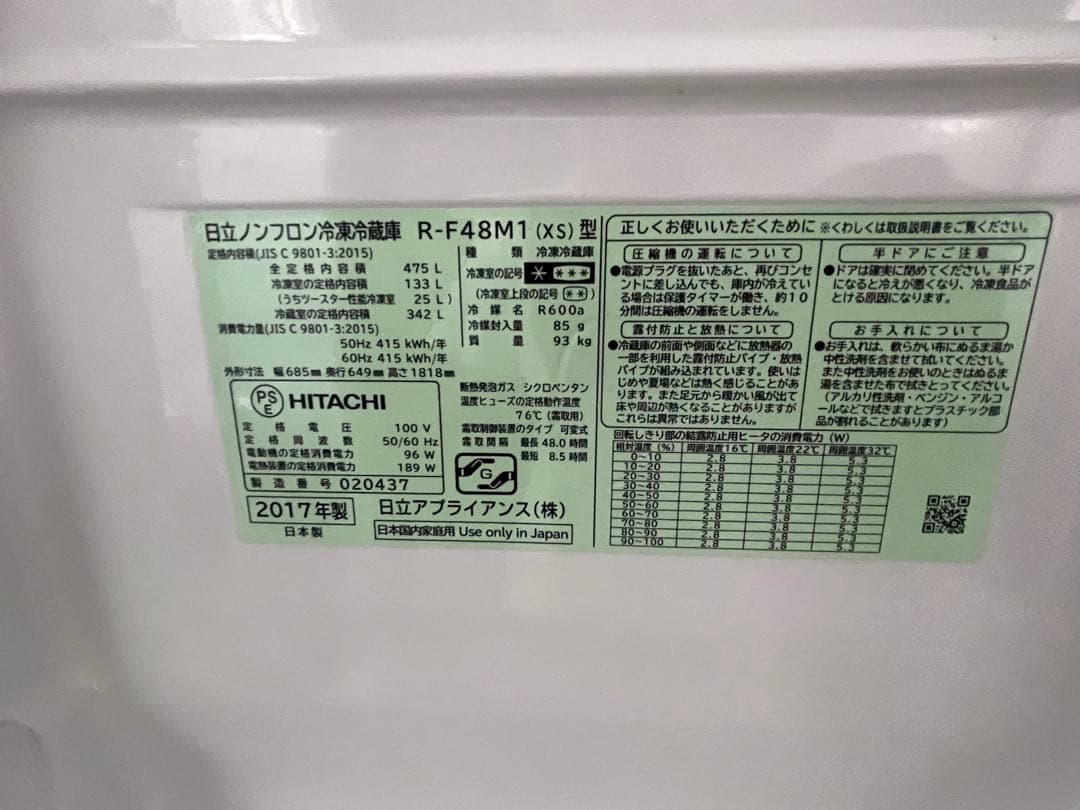 日立ノンフロン冷凍冷蔵庫 R-F48M1(XS)型
定格内容積(JIS C 9801-3:2015)
全定格内容積 475 L
冷凍室の定格内容積 133 L
(うちツースター性能冷凍室 25 L)
冷蔵室の定格内容積 342 L
消費電力量(JIS C 9801-3:2015)
50Hz 415 kWh/年
60Hz 415 kWh/年
外形寸法 幅685㎜ 奥行649㎜ 高さ1818㎜
種類 冷凍冷蔵庫
冷凍室の記号 * ***
(冷凍室上段の記号 **)
冷媒名 R600a
冷媒封入量 85 g
質量 93 kg
PS
E
HITACHI
定格電圧 100 V
定格周波数 50/60 Hz
電動機の定格消費電力 96 W
電熱装置の定格消費電力 189 W
製造番号 020437
断熱発泡ガス シクロペンタン
温度ヒューズの定格動作温度
76℃(霜取用)
霜取制御装置のタイプ 可変式
霜取間隔 最長 48.0 時間
最短 8.5 時間
G
2017年製
日本製
日立アプライアンス(株)
日本国内家庭用 Use only in Japan
正しくお使いいただくために ※くわしくは取扱説明書をご覧ください。
圧縮機の運転について
●電源プラグを抜いたあと、再びコンセ
ントに差し込んでも、庫内が冷えてい
る場合は保護タイマーが働き、約10
分間は圧縮機の運転をしません。
露付防止と放熱について
●冷蔵庫の前面や側面などに放熱器の
一部を利用した露付防止パイプ・放熱
パイプが組み込まれています。使いは
じめや夏場などは熱く感じることがあ
ります。また足元から暖かい風が出て
床や周辺が熱くなることがありますが
これらは異常ではありません。
半ドアにご注意
●ドアは確実に閉めてください。半ドア
になると冷えが悪くなり、冷凍食品が
とける原因になります。
お手入れについて
●お手入れは、軟らかい布にぬるま湯か
中性洗剤を含ませて拭いてください。
また中性洗剤をお使いのときはぬるま
湯を含ませた布で拭きとってください。
(アルカリ性洗剤・ベンジン・アルコ
ールなどで拭きますとプラスチック部
品が割れることがあります)
回転しきり部の結露防止用ヒータの消費電力(W)
相対湿度(%) 周囲温度16℃ 周囲温度22℃ 周囲温度32℃
0~10 2.8 3.8 5.3
10~20
20~30 2.8 3.8 5.3
30~40
40~50 2.8 3.8 5.3
50~60
60~70 2.8 3.8 5.3
70~80
80~90 2.8 3.8 5.3
90~100 2.8 3.8 5.3